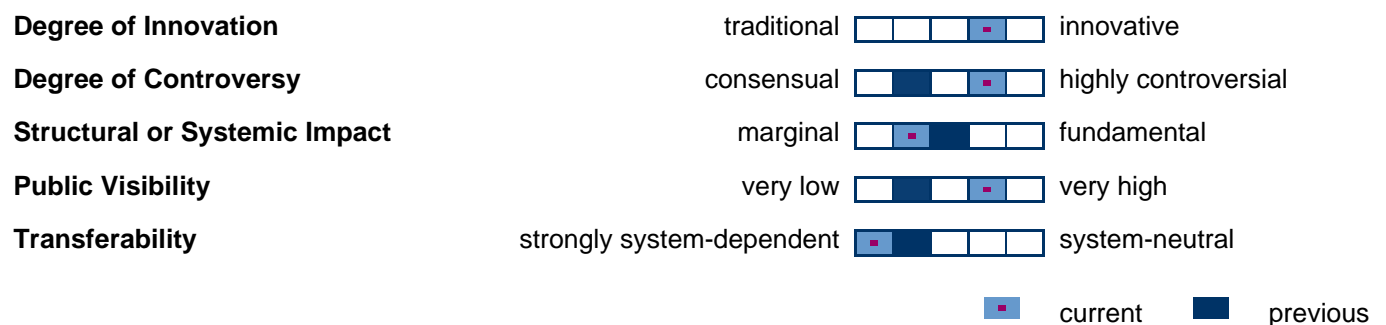 Degree of Innovation traditional innovative
Degree of Controversy consensual highly controversial
Structural or Systemic Impact marginal fundamental
Public Visibility very low very high
Transferability strongly system-dependent system-neutral
current previous